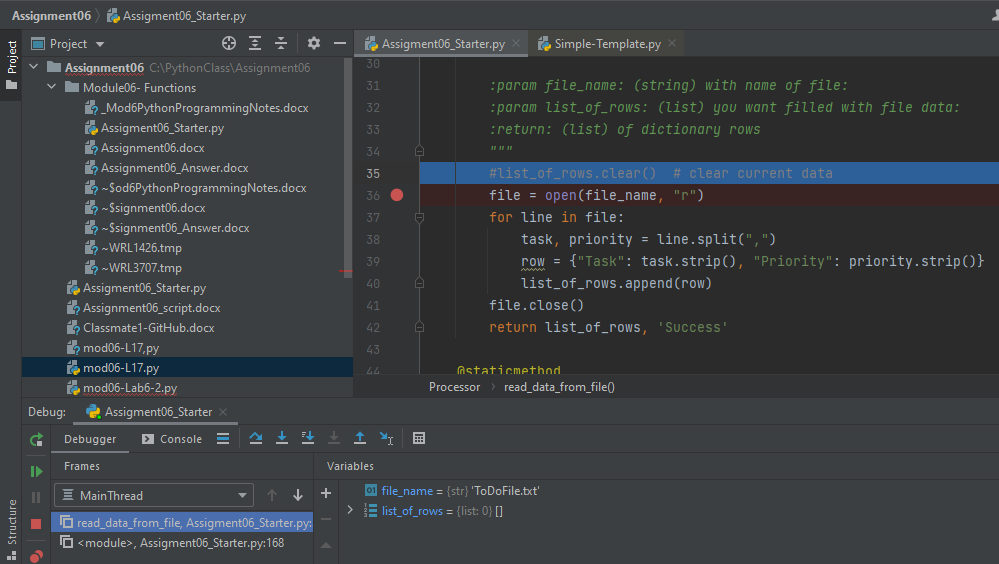 Assignment06 Assigment06_Starter.py
Project
Project
Assigment06_Starter.py
Simple-Template.py
Assignment06 C:\PythonClass\Assignment06
Module06- Functions
_Mod6PythonProgrammingNotes.docx
Assigment06_Starter.py
Assignment06.docx
Assignment06_Answer.docx
~$od6PythonProgrammingNotes.docx
~$signment06.docx
~$signment06_Answer.docx
~WRL1426.tmp
~WRL3707.tmp
Assigment06_Starter.py
Assignment06_script.docx
Classmate1-GitHub.docx
mod06-L17,py
mod06-L17.py
mod06-Lab6-2.py
30
31 :param file_name: (string) with name of file:
32 :param list_of_rows: (list) you want filled with file data:
33 :return: (list) of dictionary rows
34 """
35 #list_of_rows.clear()  # clear current data
36 file = open(file_name, "r")
37 for line in file:
38 task, priority = line.split(",")
39 row = {"Task": task.strip(), "Priority": priority.strip()}
40 list_of_rows.append(row)
41 file.close()
42 return list_of_rows, 'Success'
43
44 @staticmethod
Processor › read_data_from_file()
Debug: Assigment06_Starter
Debugger Console
Frames
Variables
MainThread
read_data_from_file, Assigment06_Starter.py:
<module>, Assigment06_Starter.py:168
file_name = {str} 'ToDoFile.txt'
list_of_rows = {list: 0} []
Structure